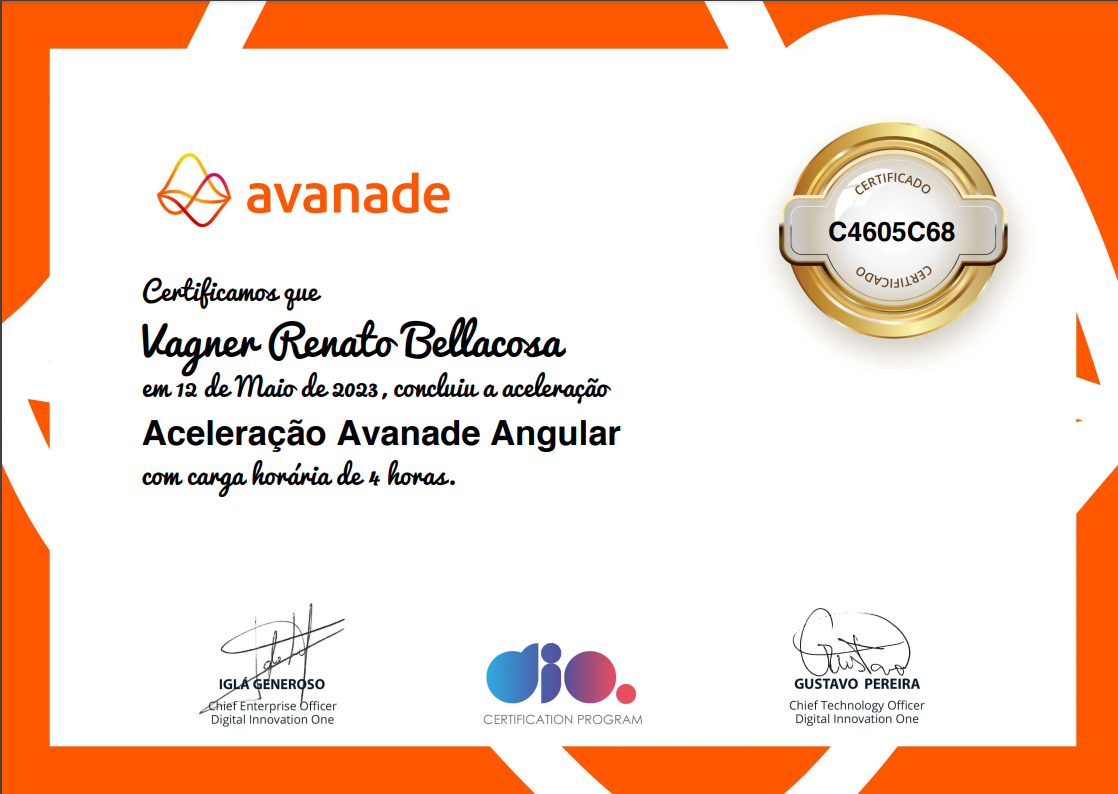 avanade
CERTIFICADO
C4605C68
CERTIFICADO
Certificamos que
Vagner Renato Bellacosa
em 12 de Maio de 2023, concluiu a aceleração
Aceleração Avanade Angular
com carga horária de 4 horas.
IGLÁ GENEROSO
Chief Enterprise Officer
Digital Innovation One
dio.
CERTIFICATION PROGRAM
Gustavo
GUSTAVO PEREIRA
Chief Technology Officer
Digital Innovation One